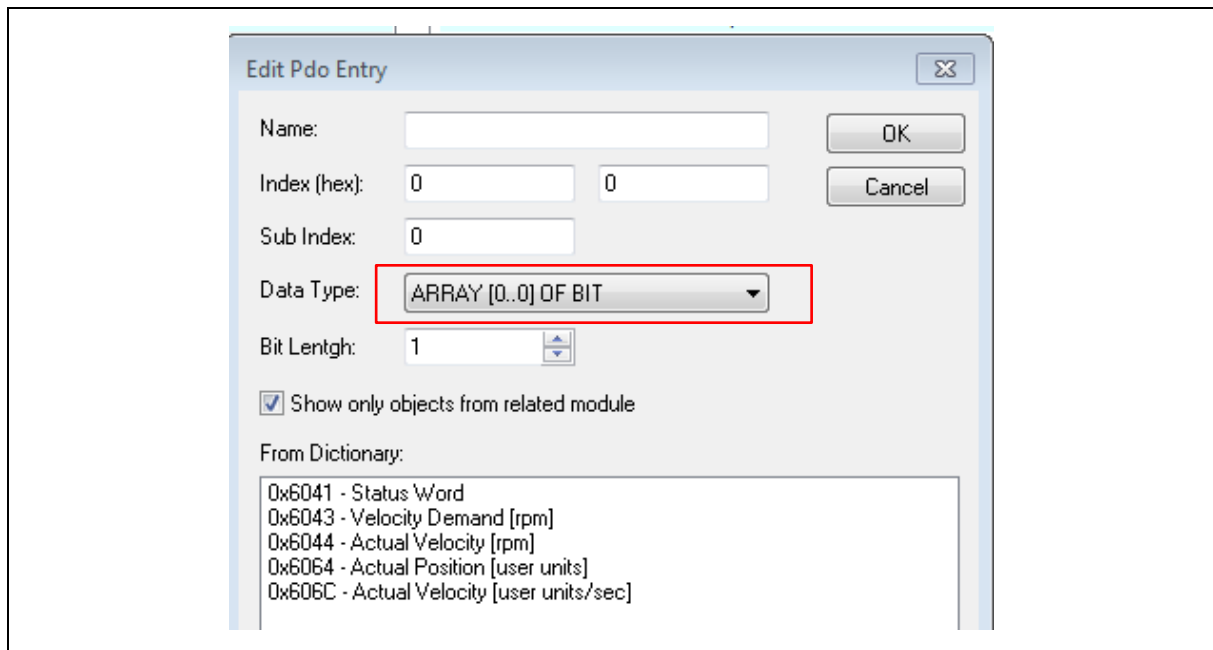 Edit Pdo Entry
Name:
OK
Index (hex): 0 0
Cancel
Sub Index: 0
Data Type: ARRAY [0..0] OF BIT
Bit Lentgh: 1
Show only objects from related module
From Dictionary:
0x6041 - Status Word
0x6043 - Velocity Demand [rpm]
0x6044 - Actual Velocity [rpm]
0x6064 - Actual Position [user units]
0x606C - Actual Velocity [user units/sec]